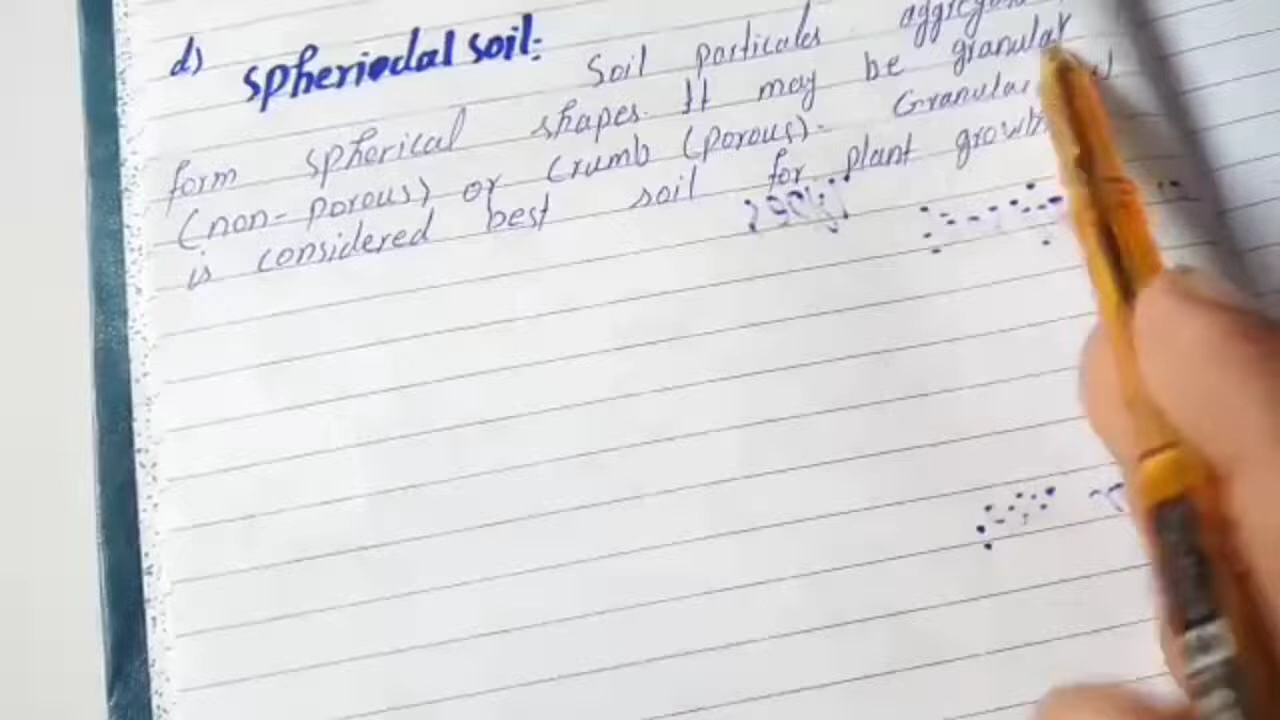 d) Spheriodal soil:
Soil particales
form spherical shapes. It may be granular
(non-porous) or Crumb (porous). Granular
is considered best soil for plant growth